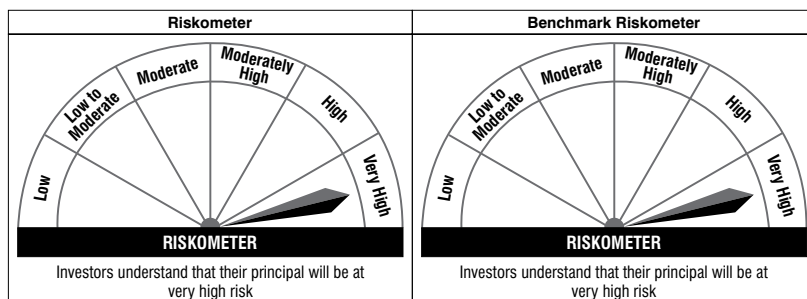 Riskometer
Low
Low to
Moderate
Moderate
Moderately
High
High
Very High
RISKOMETER
Investors understand that their principal will be at
very high risk
Benchmark Riskometer
Low
Low to
Moderate
Moderate
Moderately
High
High
Very High
RISKOMETER
Investors understand that their principal will be at
very high risk